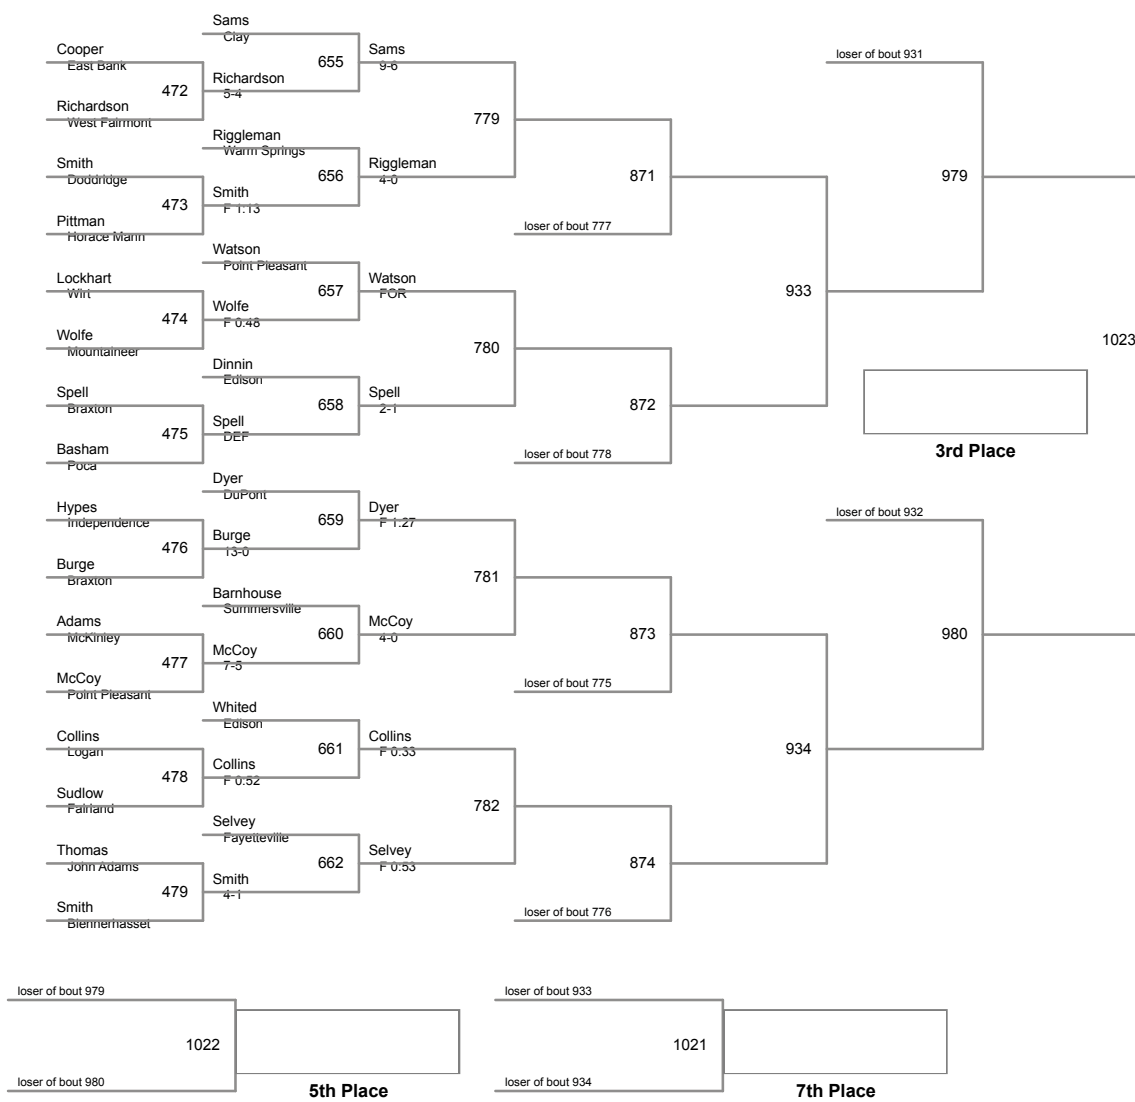 Sams
Clay
Cooper
East Bank
655
Sams
9-6
loser of bout 931
472
Richardson
5-4
Richardson
West Fairmont
779
Riggleman
Warm Springs
Smith
Doddridge
656
Riggleman
4-0
871
979
473
Smith
F 1:13
Pittman
Horace Mann
loser of bout 777
Watson
Point Pleasant
Lockhart
Wirt
657
Watson
FOR
933
474
Wolfe
F 0:48
Wolfe
Mountaineer
780
1023
Dinnin
Edison
Spell
Braxton
658
Spell
2-1
872
475
Spell
DEF
Basham
Poca
loser of bout 778
3rd Place
Dyer
DuPont
Hypes
Independence
659
Dyer
F 1:27
loser of bout 932
476
Burge
13-0
Burge
Braxton
781
Barnhouse
Summersville
Adams
McKinley
660
McCoy
4-0
873
980
477
McCoy
7-5
McCoy
Point Pleasant
loser of bout 775
Whited
Edison
Collins
Logan
661
Collins
F 0:33
934
478
Collins
F 0:52
Sudlow
Fairland
782
Selvey
Fayetteville
Thomas
John Adams
662
Selvey
F 0:53
874
479
Smith
4-1
Smith
Blennerhasset
loser of bout 776
loser of bout 979
1022
loser of bout 980
5th Place
loser of bout 933
1021
loser of bout 934
7th Place